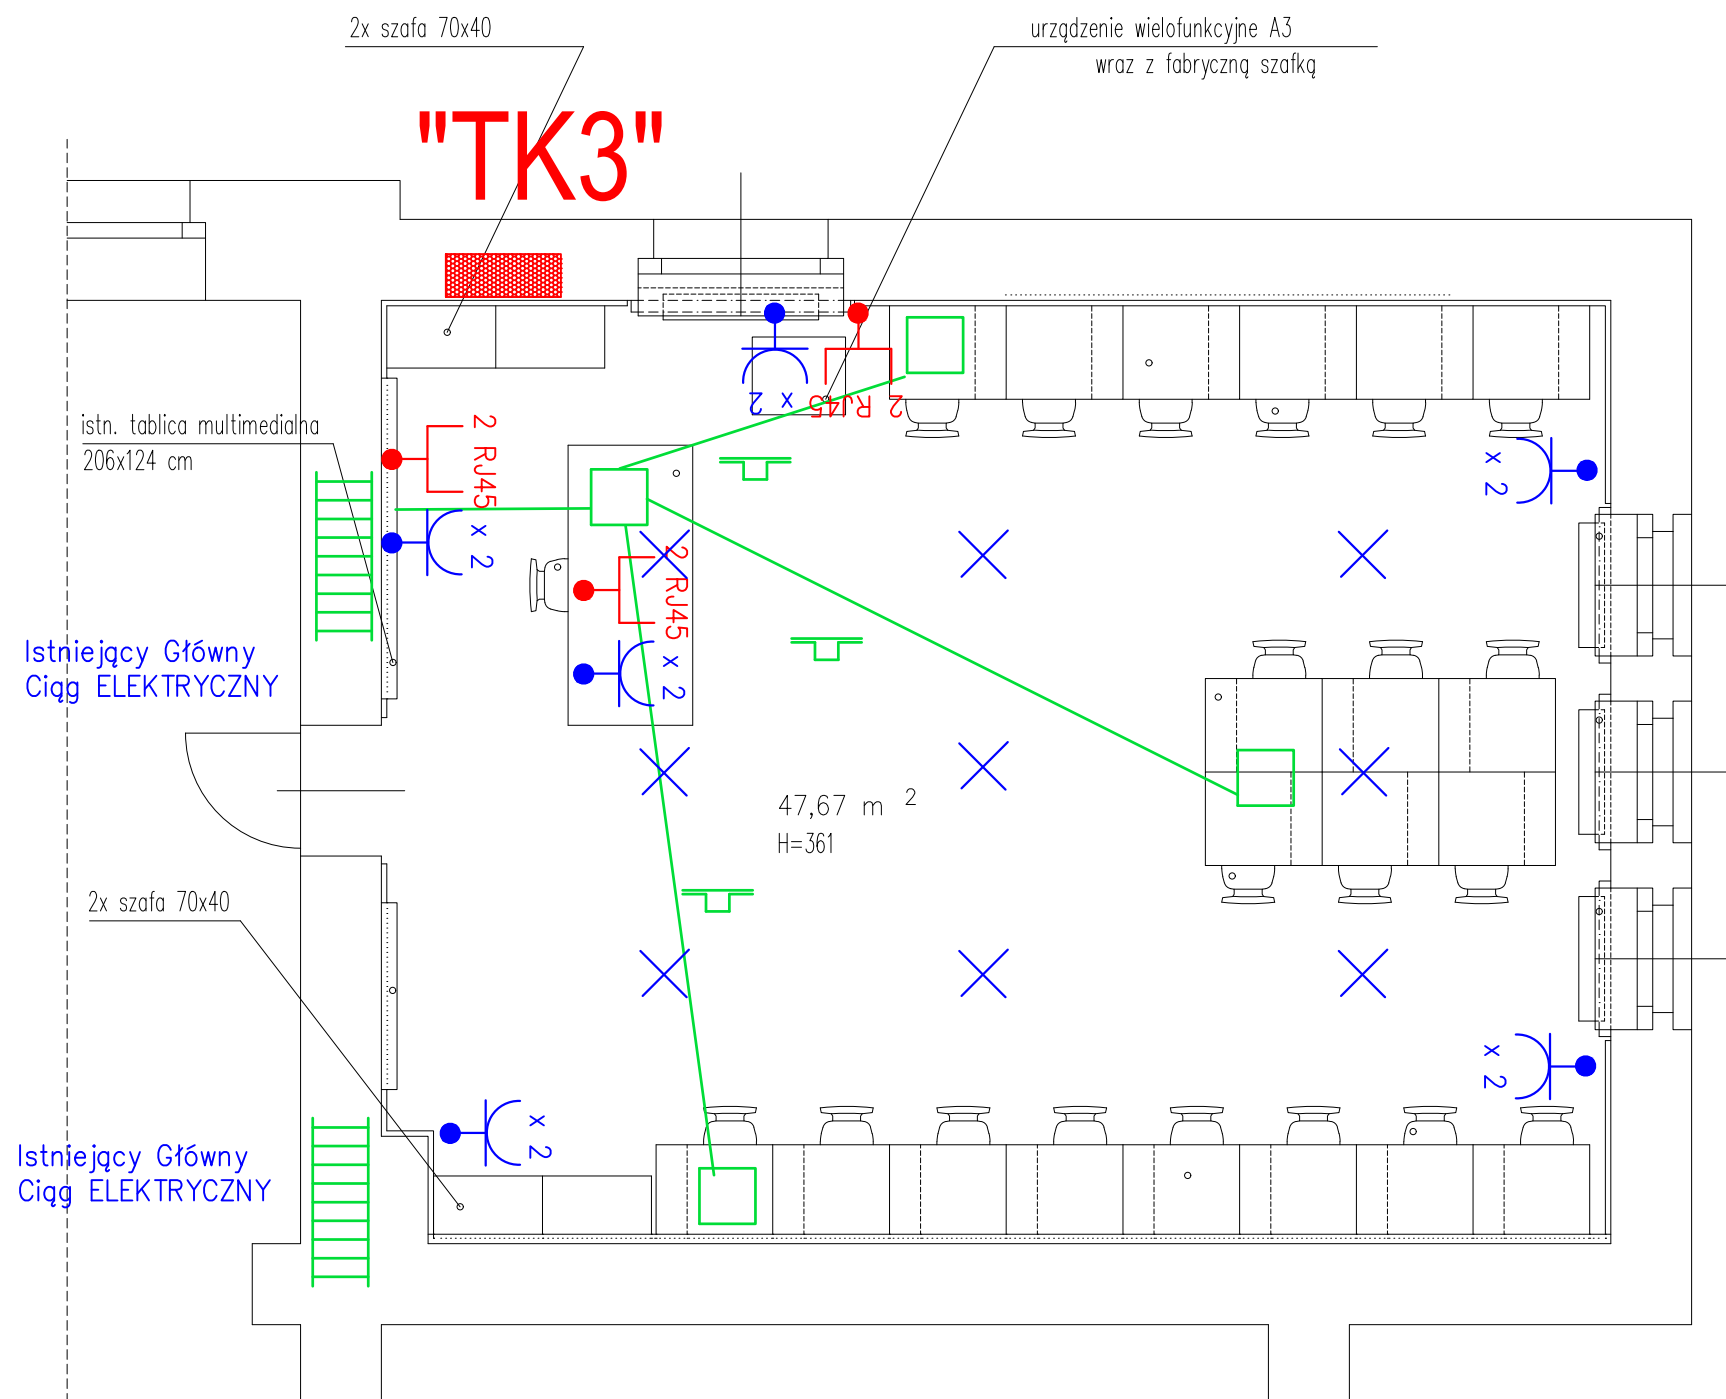 2x szafa 70x40
urządzenie wielofunkcyjne A3
wraz z fabryczną szafką
"TK3"
x 2
2 RJ45
istn. tablica multimedialna
206x124 cm
2 RJ45
x 2
x 2
2 RJ45
x 2
Istniejący Główny
Ciąg ELEKTRYCZNY
47,67 m 2
H=361
2x szafa 70x40
x 2
x 2
Istniejący Główny
Ciąg ELEKTRYCZNY